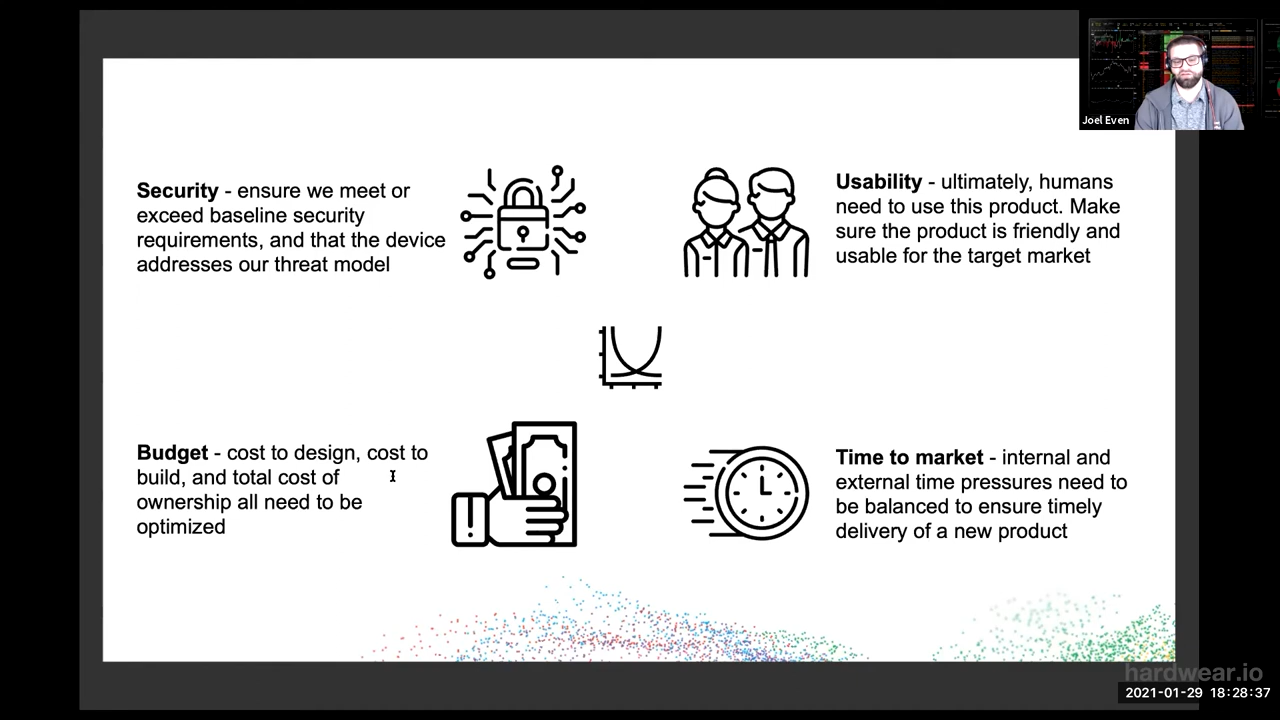 Joel Even
Security - ensure we meet or
exceed baseline security
requirements, and that the device
addresses our threat model
Usability - ultimately, humans
need to use this product. Make
sure the product is friendly and
usable for the target market
Budget - cost to design, cost to
build, and total cost of
ownership all need to be
optimized
Time to market - internal and
external time pressures need to
be balanced to ensure timely
delivery of a new product
hardwear.io
2021-01-29 18:28:37